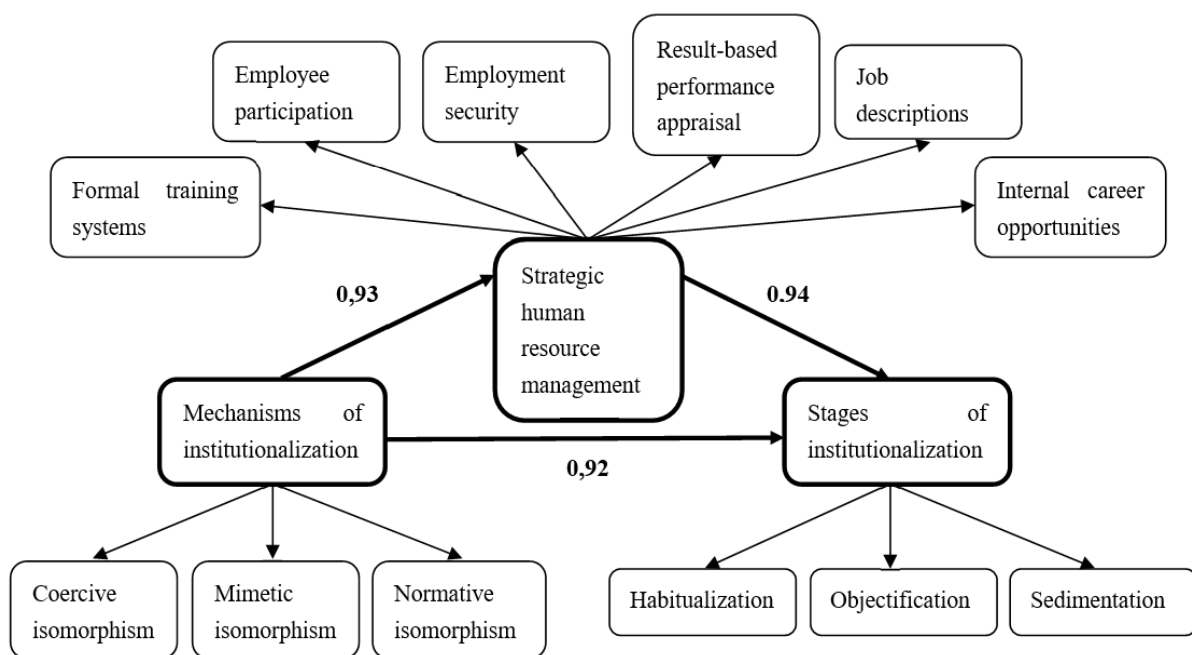 Employee
participation
Employment
security
Result-based
performance
appraisal
Job
descriptions
Formal training
systems
Internal career
opportunities
Strategic
human
resource
management
0,93
0.94
Mechanisms of
institutionalization
Stages of
institutionalization
0,92
Coercive
isomorphism
Mimetic
isomorphism
Normative
isomorphism
Habitualization
Objectification
Sedimentation